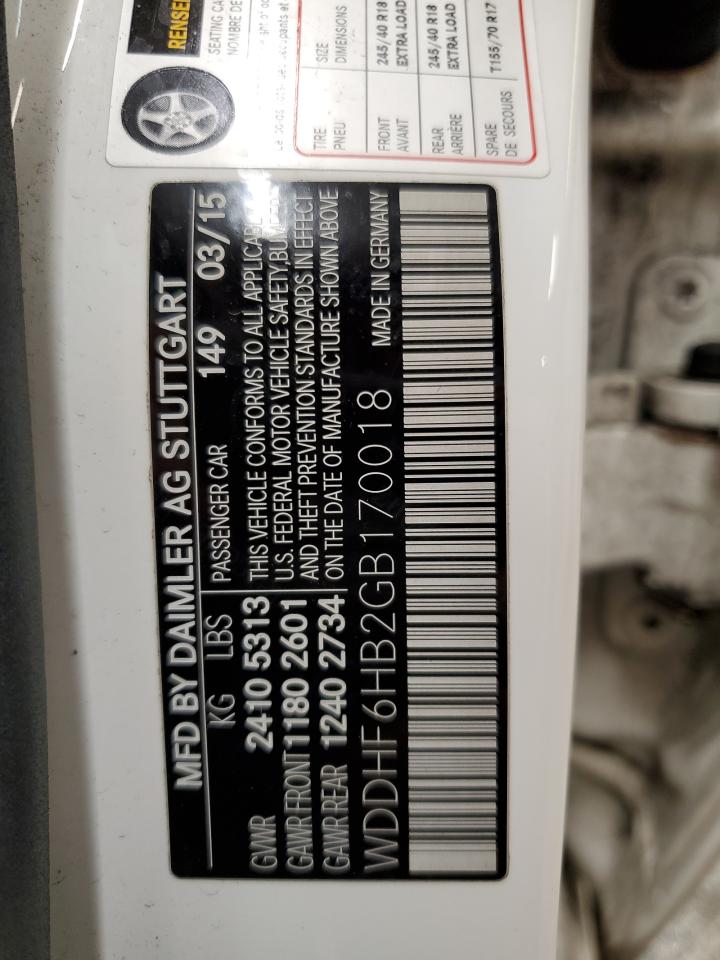 RENSEI
SEATING CA
NOMBRE DE
TIRE SIZE
PNEU DIMENSIONS
FRONT 245/40 R18
AVANT EXTRA LOAD
REAR 245/40 R18
ARRIÈRE EXTRA LOAD
SPARE T155/70 R17
DE SECOURS
MFD BY DAIMLER AG STUTTGART
KG LBS PASSENGER CAR 149 03/15
GVWR 2410 5313 THIS VEHICLE CONFORMS TO ALL APPLICABLE
GAWR FRONT 1180 2601 U.S. FEDERAL MOTOR VEHICLE SAFETY, BUMPER,
GAWR REAR 1240 2734 AND THEFT PREVENTION STANDARDS IN EFFECT
ON THE DATE OF MANUFACTURE SHOWN ABOVE
WDDHF6HB2GB170018 MADE IN GERMANY